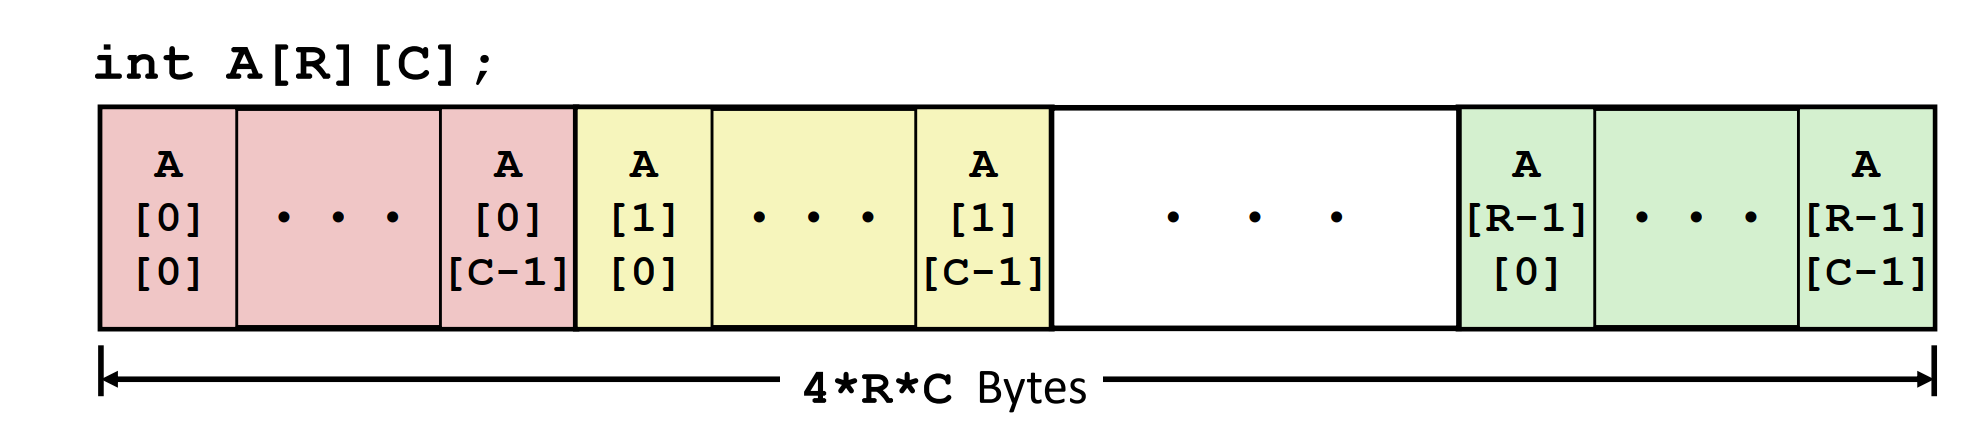 int A[R][C];
A A A A A A
[0] • • • [0] [1] • • • [1] • • • [R-1] • • • [R-1]
[0] [C-1] [0] [C-1] [0] [C-1]
4*R*C Bytes